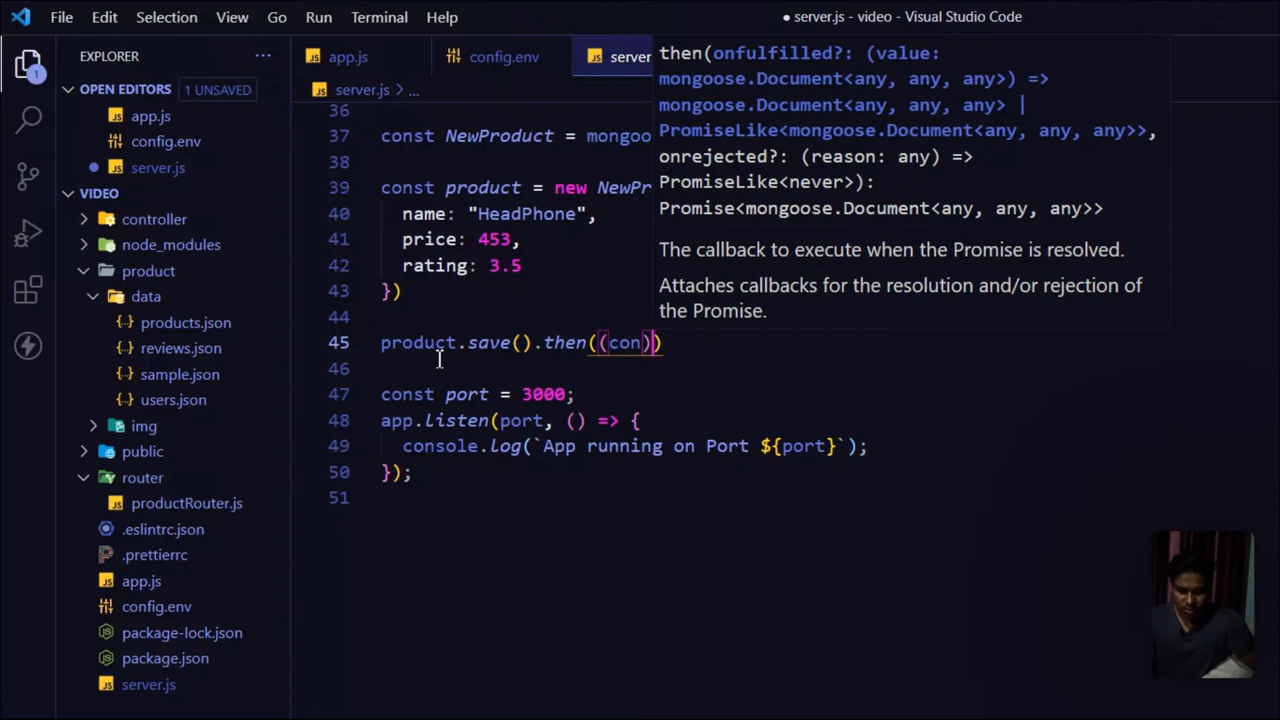 File Edit Selection View Go Run Terminal Help
● server.js - video - Visual Studio Code
EXPLORER
OPEN EDITORS 1 UNSAVED
app.js
config.env
server.js
VIDEO
controller
node_modules
product
data
products.json
reviews.json
sample.json
users.json
img
public
router
productRouter.js
.eslintrc.json
.prettierrc
app.js
config.env
package-lock.json
package.json
server.js
1
app.js config.env server
server.js > ...
36
37 const NewProduct = mongoo
38
39 const product = new NewPr
40 name: "HeadPhone",
41 price: 453,
42 rating: 3.5
43 })
44
45 product.save().then((con))
46
47 const port = 3000;
48 app.listen(port, () => {
49 console.log(`App running on Port ${port}`);
50 });
51
then(onfulfilled?: (value:
mongoose.Document<any, any, any>) =>
mongoose.Document<any, any, any> |
PromiseLike<mongoose.Document<any, any, any>>,
onrejected?: (reason: any) =>
PromiseLike<never>):
Promise<mongoose.Document<any, any, any>>
The callback to execute when the Promise is resolved.
Attaches callbacks for the resolution and/or rejection of
the Promise.